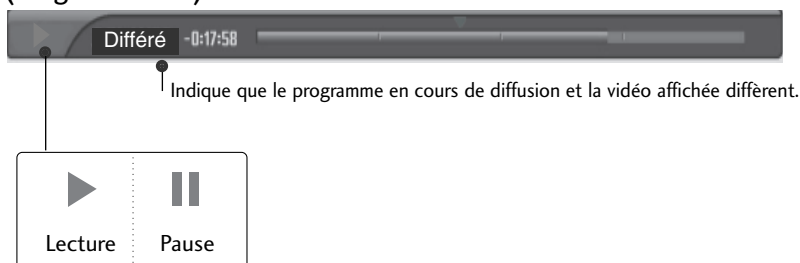 Différé -0:17:58
Indique que le programme en cours de diffusion et la vidéo affichée diffèrent.
Lecture Pause